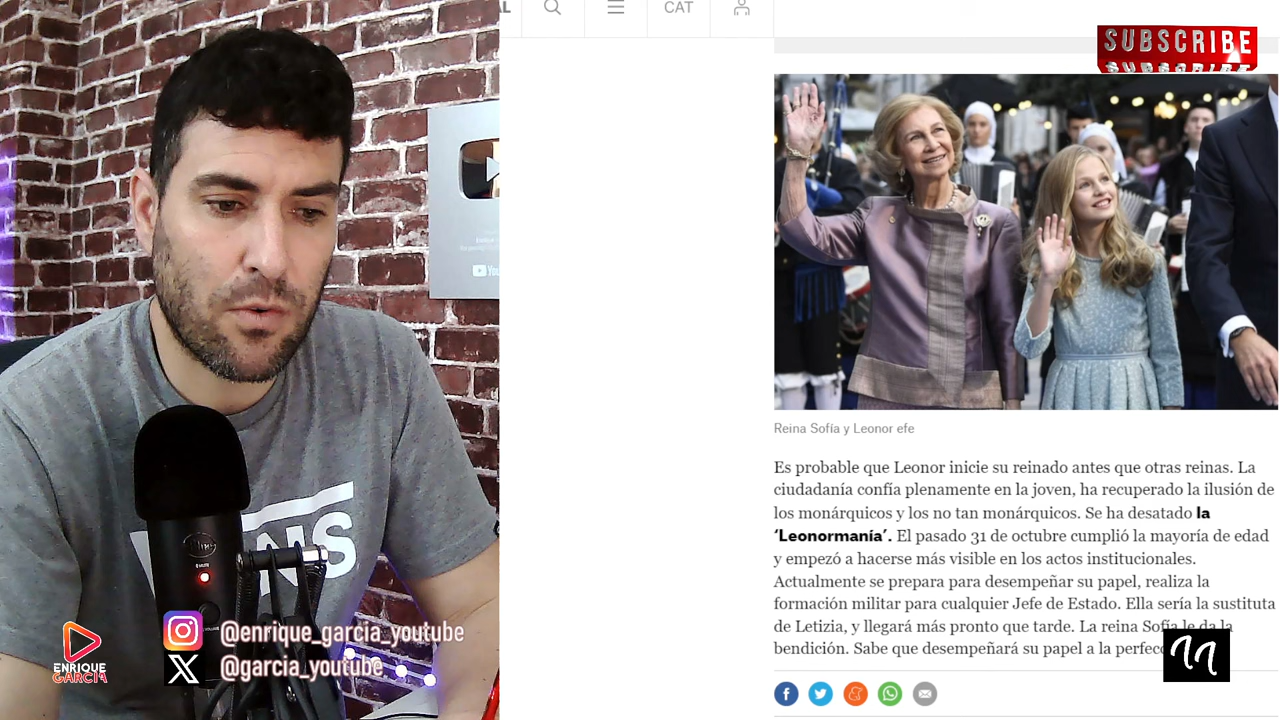 AL
CAT
SUBSCRIBE
Reina Sofía y Leonor efe
Es probable que Leonor inicie su reinado antes que otras reinas. La
ciudadanía confía plenamente en la joven, ha recuperado la ilusión de
los monárquicos y los no tan monárquicos. Se ha desatado la
‘Leonormanía’. El pasado 31 de octubre cumplió la mayoría de edad
y empezó a hacerse más visible en los actos institucionales.
Actualmente se prepara para desempeñar su papel, realiza la
formación militar para cualquier Jefe de Estado. Ella sería la sustituta
de Letizia, y llegará más pronto que tarde. La reina Sofía le da la
bendición. Sabe que desempeñará su papel a la perfec
VANS
@enrique_garcia_youtube
@garcia_youtube
ENRIQUE
GARCIA